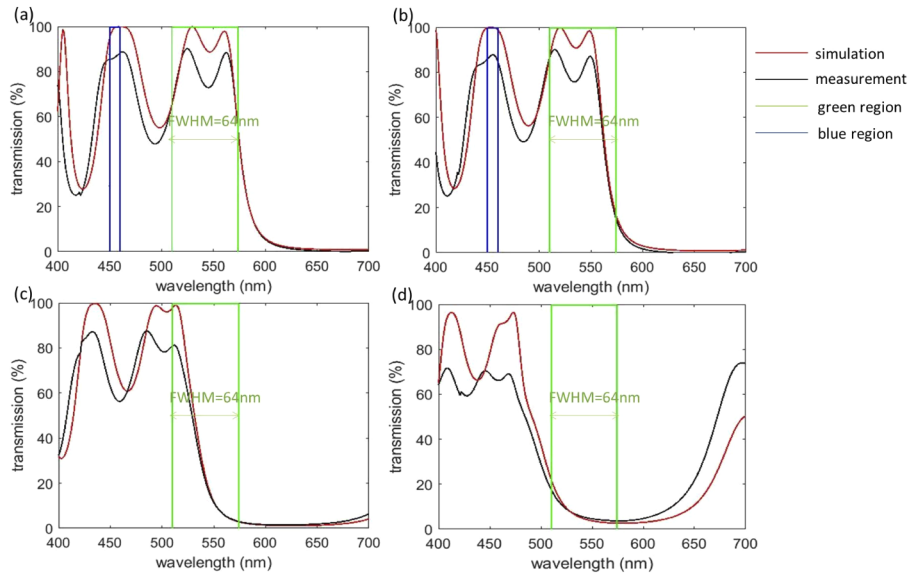 (a)
100
80
60
40
20
0
transmission (%)
FWHM=64nm
400 450 500 550 600 650 700
wavelength (nm)
(b)
100
80
60
40
20
0
transmission (%)
FWHM=64nm
400 450 500 550 600 650 700
wavelength (nm)
simulation
measurement
green region
blue region
(c)
100
80
60
40
20
0
transmission (%)
FWHM=64nm
400 450 500 550 600 650 700
wavelength (nm)
(d)
100
80
60
40
20
0
transmission (%)
FWHM=64nm
400 450 500 550 600 650 700
wavelength (nm)